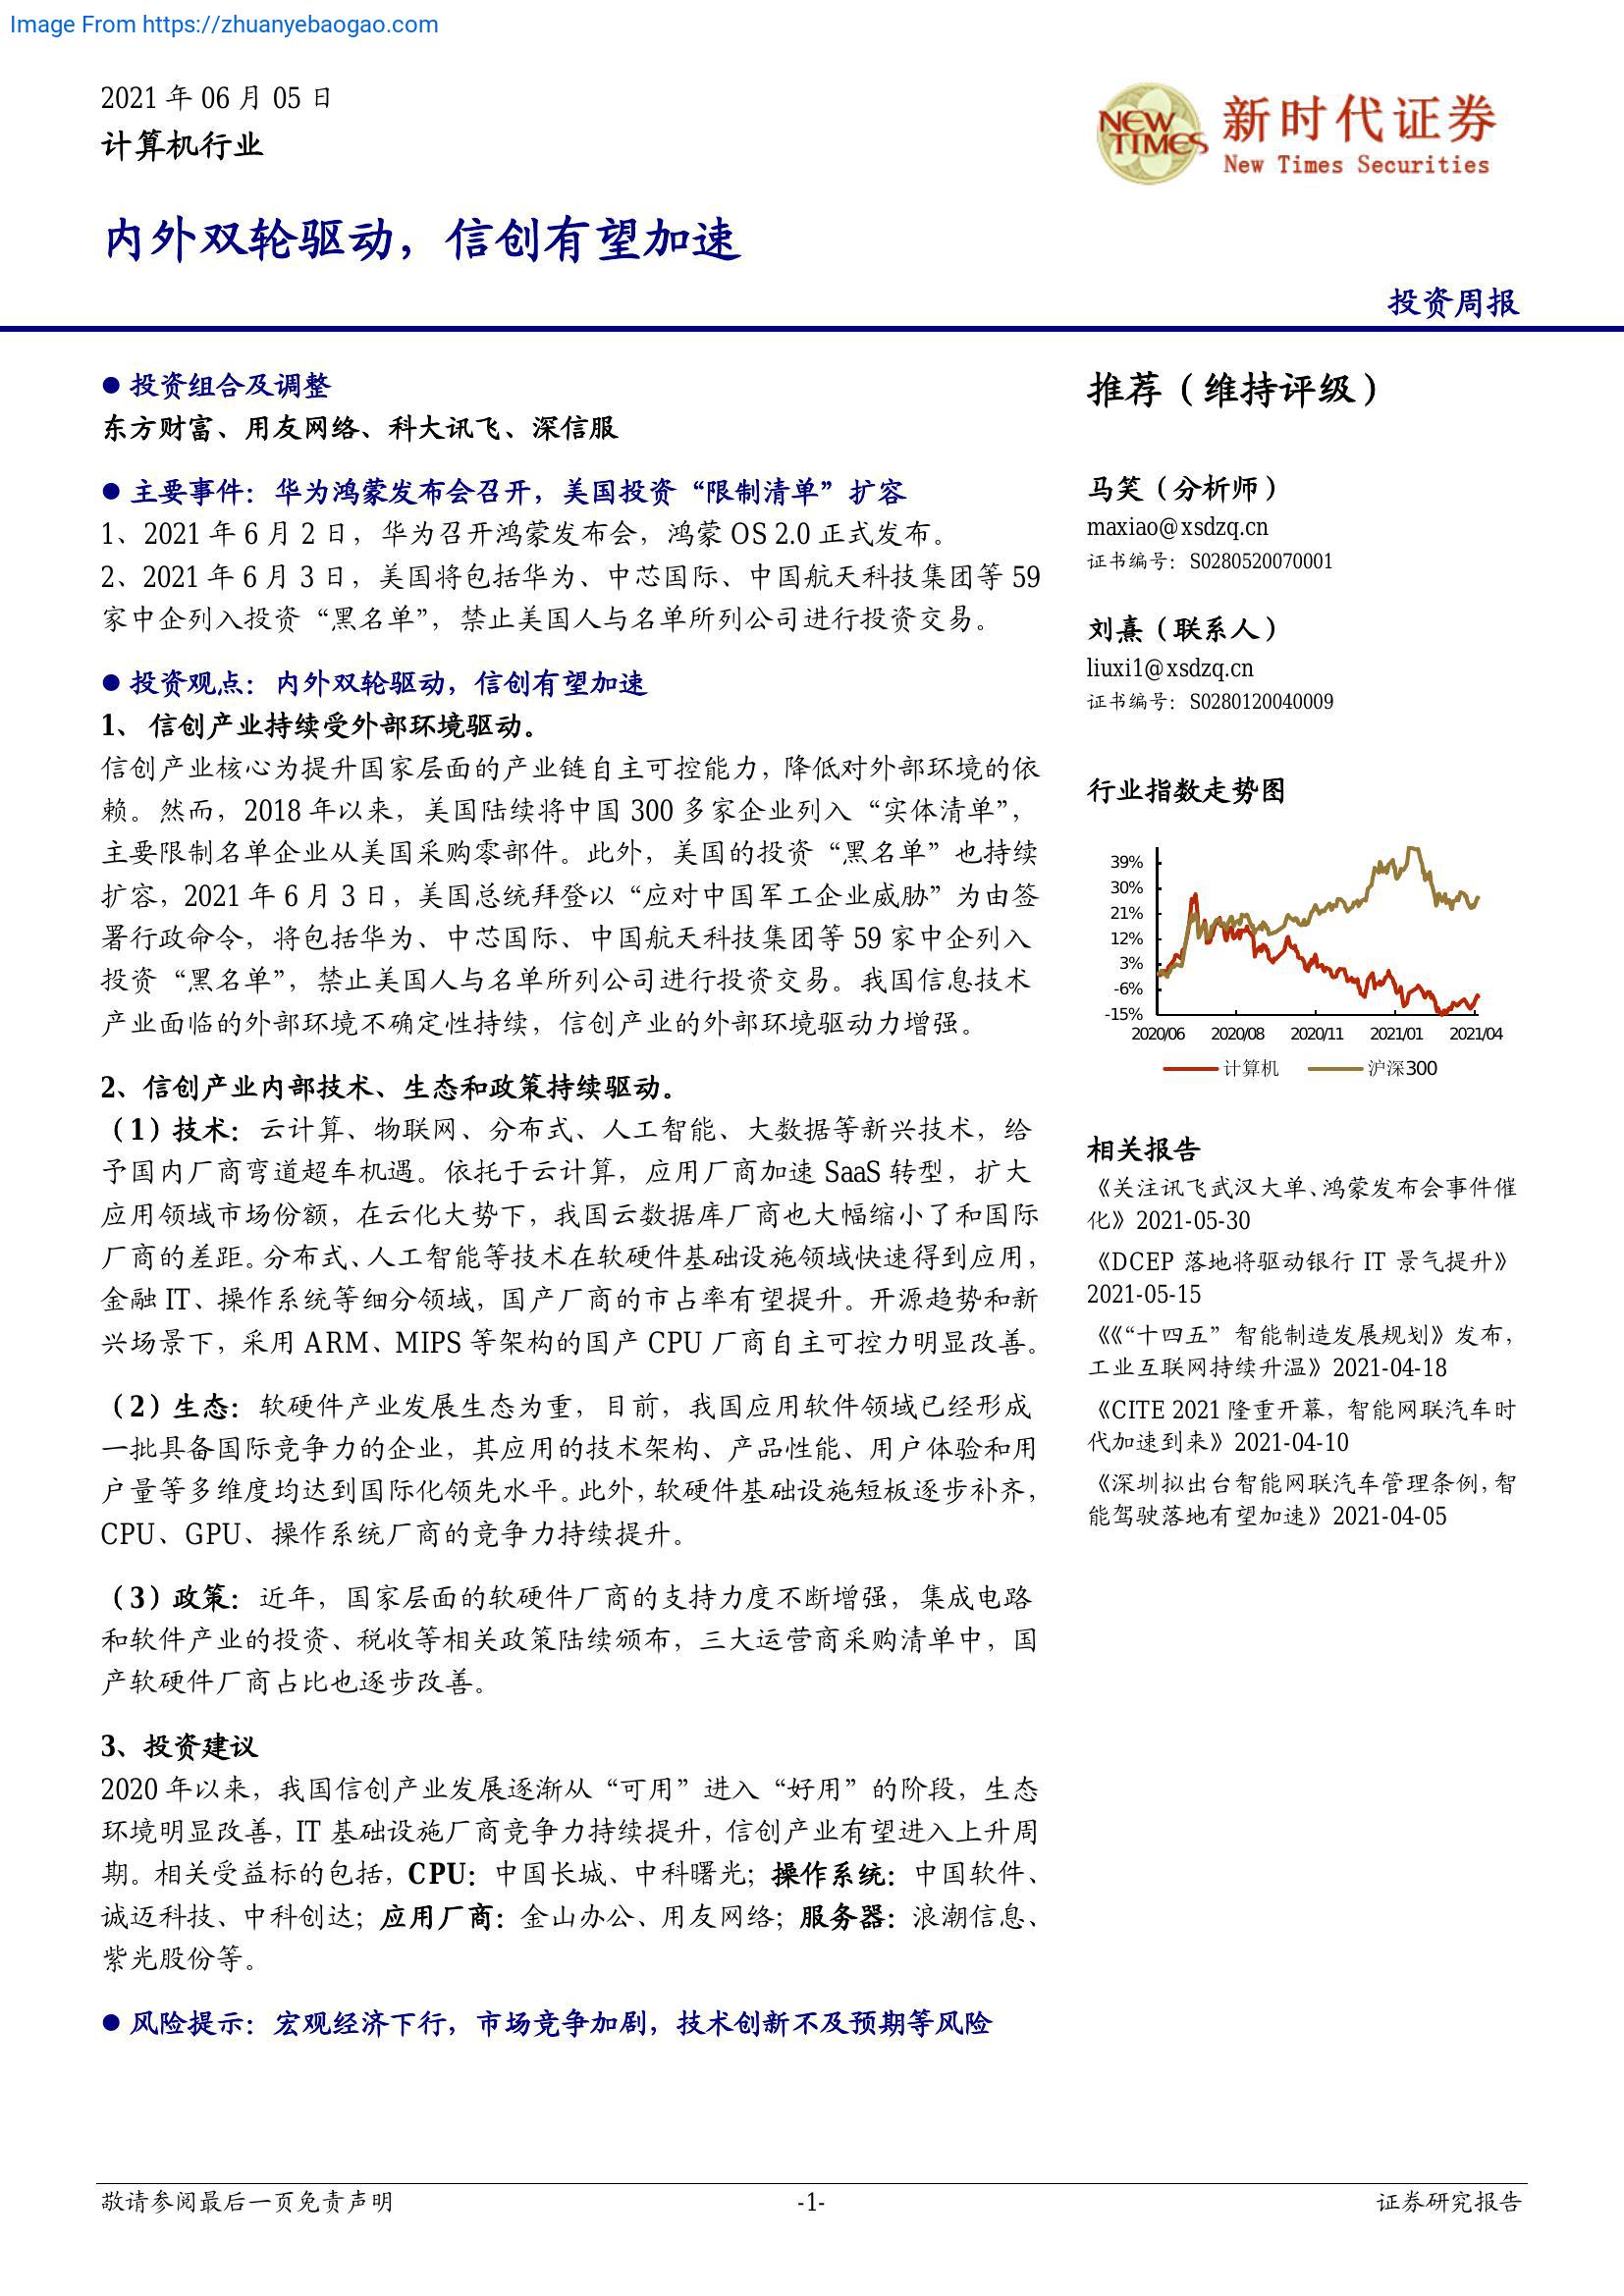 Image From https://zhuanyebaogao.com
2021 年 06 月 05 日
计算机行业
NEW TIMES
新时代证券
New Times Securities
内外双轮驱动，信创有望加速
投资周报
● 投资组合及调整
东方财富、用友网络、科大讯飞、深信服
● 主要事件：华为鸿蒙发布会召开，美国投资“限制清单”扩容
1、2021 年 6 月 2 日，华为召开鸿蒙发布会，鸿蒙 OS 2.0 正式发布。
2、2021 年 6 月 3 日，美国将包括华为、中芯国际、中国航天科技集团等 59
家中企列入投资“黑名单”，禁止美国人与名单所列公司进行投资交易。
● 投资观点：内外双轮驱动，信创有望加速
1、 信创产业持续受外部环境驱动。
信创产业核心为提升国家层面的产业链自主可控能力，降低对外部环境的依
赖。然而，2018 年以来，美国陆续将中国 300 多家企业列入“实体清单”，
主要限制名单企业从美国采购零部件。此外，美国的投资“黑名单”也持续
扩容，2021 年 6 月 3 日，美国总统拜登以“应对中国军工企业威胁”为由签
署行政命令，将包括华为、中芯国际、中国航天科技集团等 59 家中企列入
投资“黑名单”，禁止美国人与名单所列公司进行投资交易。我国信息技术
产业面临的外部环境不确定性持续，信创产业的外部环境驱动力增强。
2、信创产业内部技术、生态和政策持续驱动。
（1）技术：云计算、物联网、分布式、人工智能、大数据等新兴技术，给
予国内厂商弯道超车机遇。依托于云计算，应用厂商加速 SaaS 转型，扩大
应用领域市场份额，在云化大势下，我国云数据库厂商也大幅缩小了和国际
厂商的差距。分布式、人工智能等技术在软硬件基础设施领域快速得到应用，
金融 IT、操作系统等细分领域，国产厂商的市占率有望提升。开源趋势和新
兴场景下，采用 ARM、MIPS 等架构的国产 CPU 厂商自主可控力明显改善。
（2）生态：软硬件产业发展生态为重，目前，我国应用软件领域已经形成
一批具备国际竞争力的企业，其应用的技术架构、产品性能、用户体验和用
户量等多维度均达到国际化领先水平。此外，软硬件基础设施短板逐步补齐，
CPU、GPU、操作系统厂商的竞争力持续提升。
（3）政策：近年，国家层面的软硬件厂商的支持力度不断增强，集成电路
和软件产业的投资、税收等相关政策陆续颁布，三大运营商采购清单中，国
产软硬件厂商占比也逐步改善。
3、投资建议
2020 年以来，我国信创产业发展逐渐从“可用”进入“好用”的阶段，生态
环境明显改善，IT 基础设施厂商竞争力持续提升，信创产业有望进入上升周
期。相关受益标的包括，CPU：中国长城、中科曙光；操作系统：中国软件、
诚迈科技、中科创达；应用厂商：金山办公、用友网络；服务器：浪潮信息、
紫光股份等。
● 风险提示：宏观经济下行，市场竞争加剧，技术创新不及预期等风险
推荐（维持评级）
马笑（分析师）
maxiao@xsdzq.cn
证书编号：S0280520070001
刘熹（联系人）
liuxi1@xsdzq.cn
证书编号：S0280120040009
行业指数走势图
39%
30%
21%
12%
3%
-6%
-15%
2020/06 2020/08 2020/11 2021/01 2021/04
计算机 沪深300
相关报告
《关注讯飞武汉大单、鸿蒙发布会事件催
化》2021-05-30
《DCEP 落地将驱动银行 IT 景气提升》
2021-05-15
《《“十四五” 智能制造发展规划》发布，
工业互联网持续升温》2021-04-18
《CITE 2021 隆重开幕，智能网联汽车时
代加速到来》2021-04-10
《深圳拟出台智能网联汽车管理条例，智
能驾驶落地有望加速》2021-04-05
敬请参阅最后一页免责声明
-1-
证券研究报告